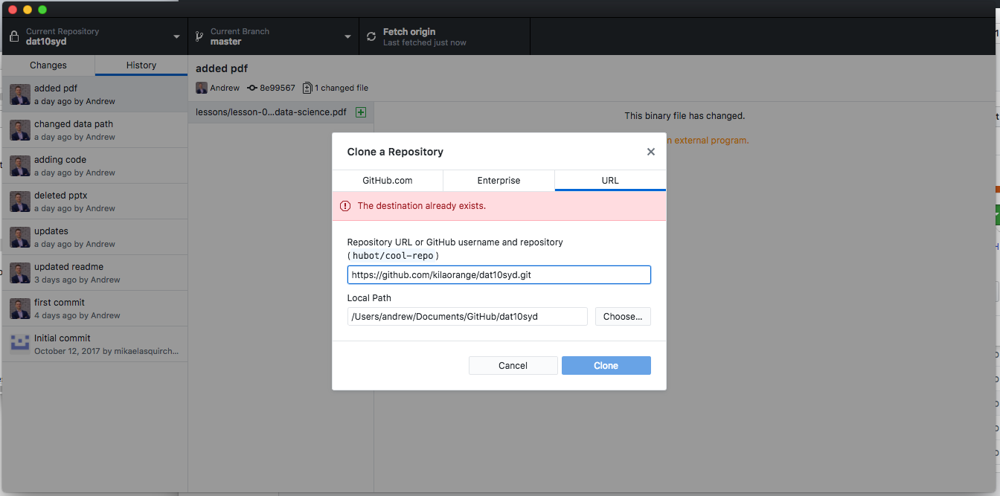 Current Repository
dat10syd
Current Branch
master
Fetch origin
Last fetched just now
Changes
History
added pdf
a day ago by Andrew
changed data path
a day ago by Andrew
adding code
a day ago by Andrew
deleted pptx
a day ago by Andrew
updates
a day ago by Andrew
updated readme
3 days ago by Andrew
first commit
4 days ago by Andrew
Initial commit
October 12, 2017 by mikaelasquirch...
added pdf
Andrew 8e99567 1 changed file
lessons/lesson-0...data-science.pdf
This binary file has changed.
n external program.
Clone a Repository
GitHub.com
Enterprise
URL
The destination already exists.
Repository URL or GitHub username and repository
(hubot/cool-repo)
https://github.com/kilaorange/dat10syd.git
Local Path
/Users/andrew/Documents/GitHub/dat10syd
Choose...
Cancel
Clone